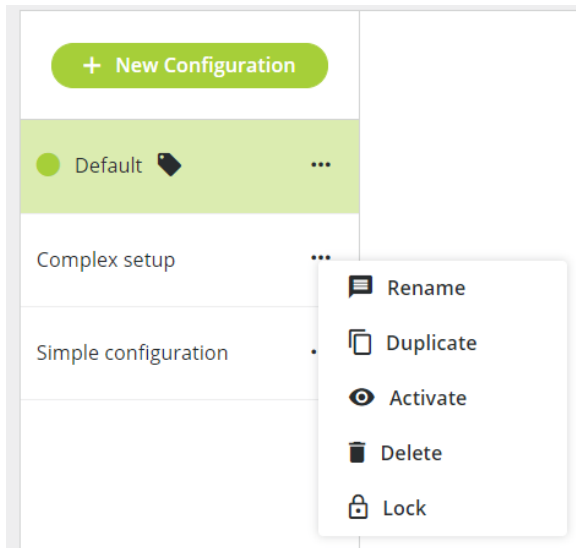 + New Configuration
Default
Complex setup
Simple configuration
Rename
Duplicate
Activate
Delete
Lock